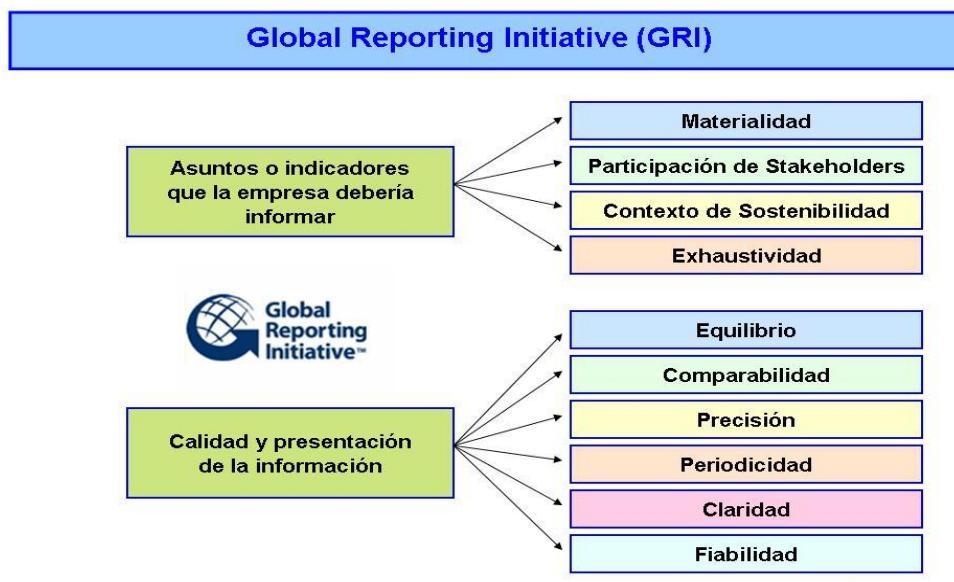 Global Reporting Initiative (GRI)
Asuntos o indicadores
que la empresa debería
informar
Materialidad
Participación de Stakeholders
Contexto de Sostenibilidad
Exhaustividad
Global
Reporting
Initiative™
Calidad y presentación
de la información
Equilibrio
Comparabilidad
Precisión
Periodicidad
Claridad
Fiabilidad